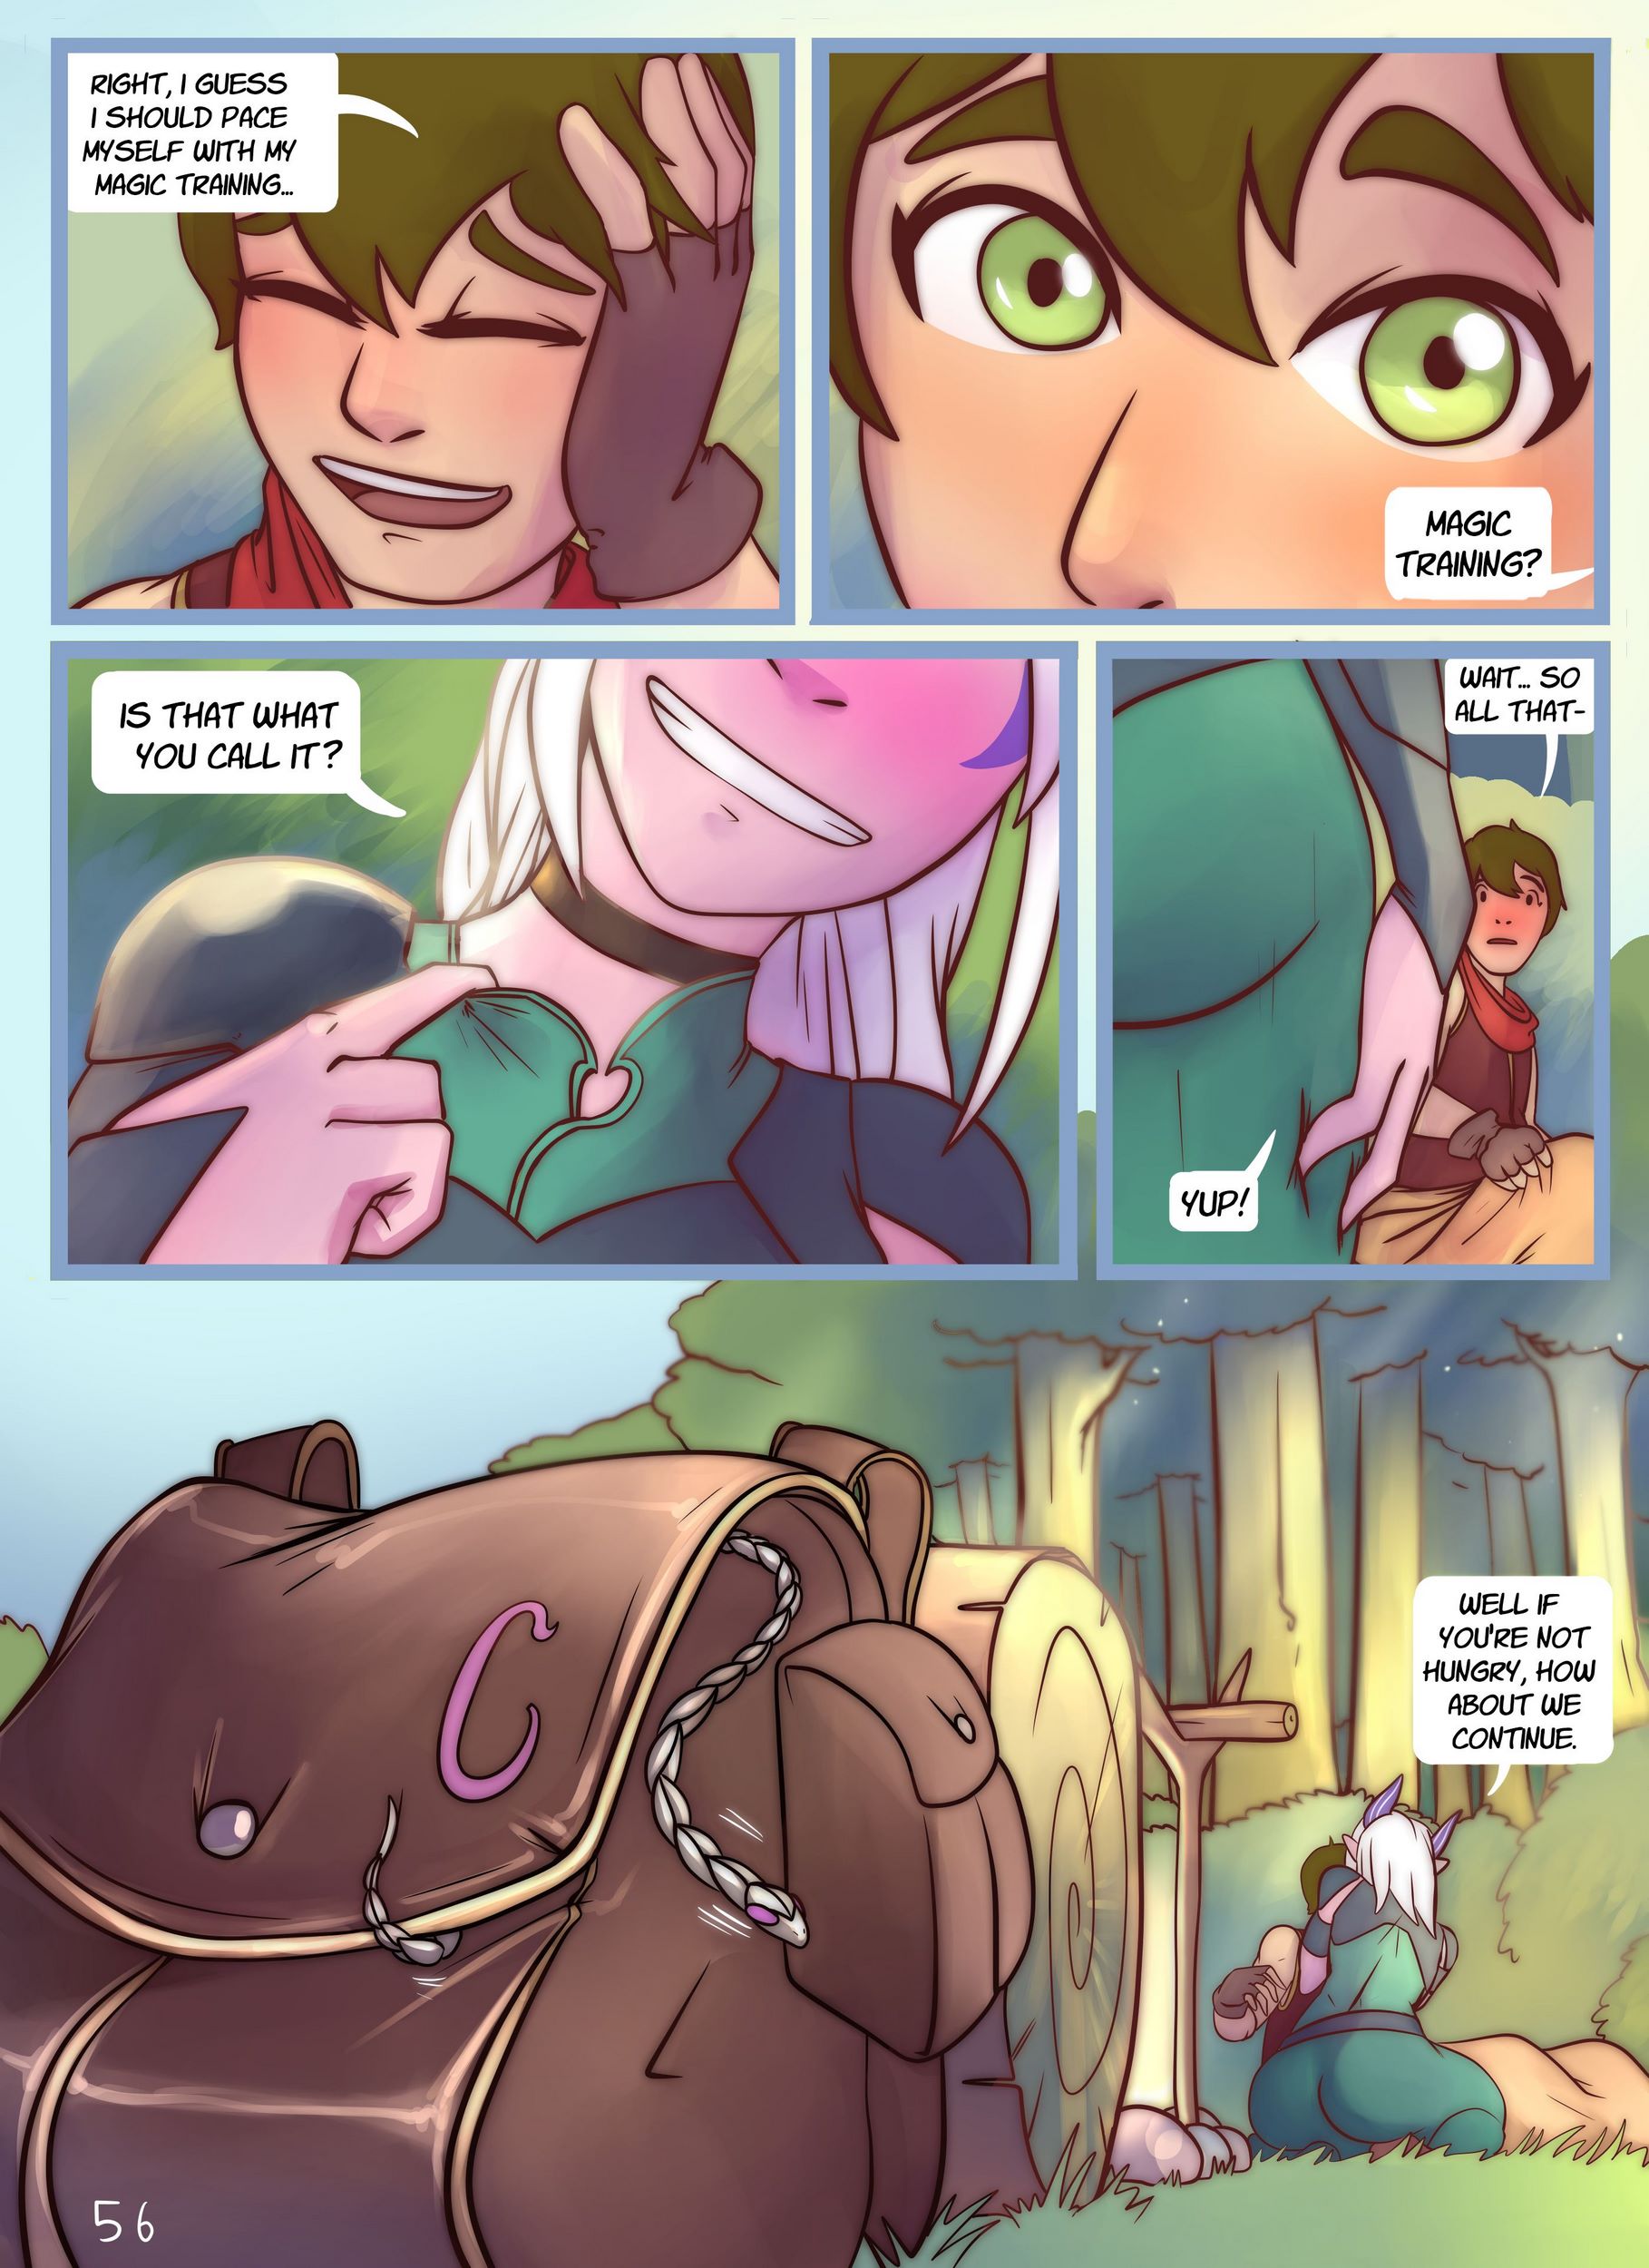 RIGHT, I GUESS
I SHOULD PACE
MYSELF WITH MY
MAGIC TRAINING...
MAGIC
TRAINING?
IS THAT WHAT
YOU CALL IT?
WAIT... SO
ALL THAT-
YUP!
C
WELL IF
YOU'RE NOT
HUNGRY, HOW
ABOUT WE
CONTINUE.
56